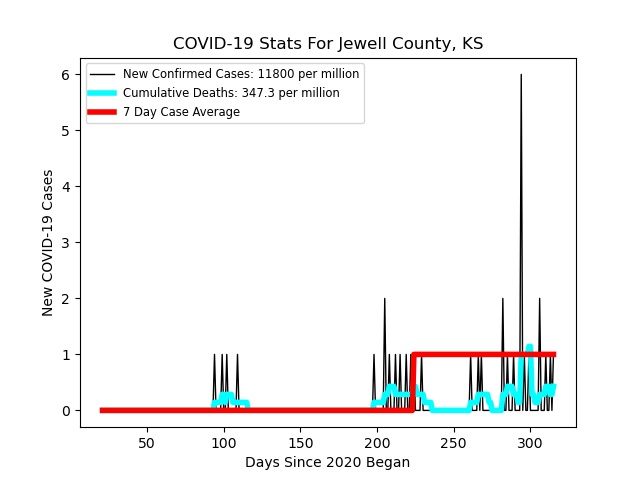 COVID-19 Stats For Jewell County, KS
New Confirmed Cases: 11800 per million
Cumulative Deaths: 347.3 per million
7 Day Case Average
New COVID-19 Cases
6
5
4
3
2
1
0
50 100 150 200 250 300
Days Since 2020 Began